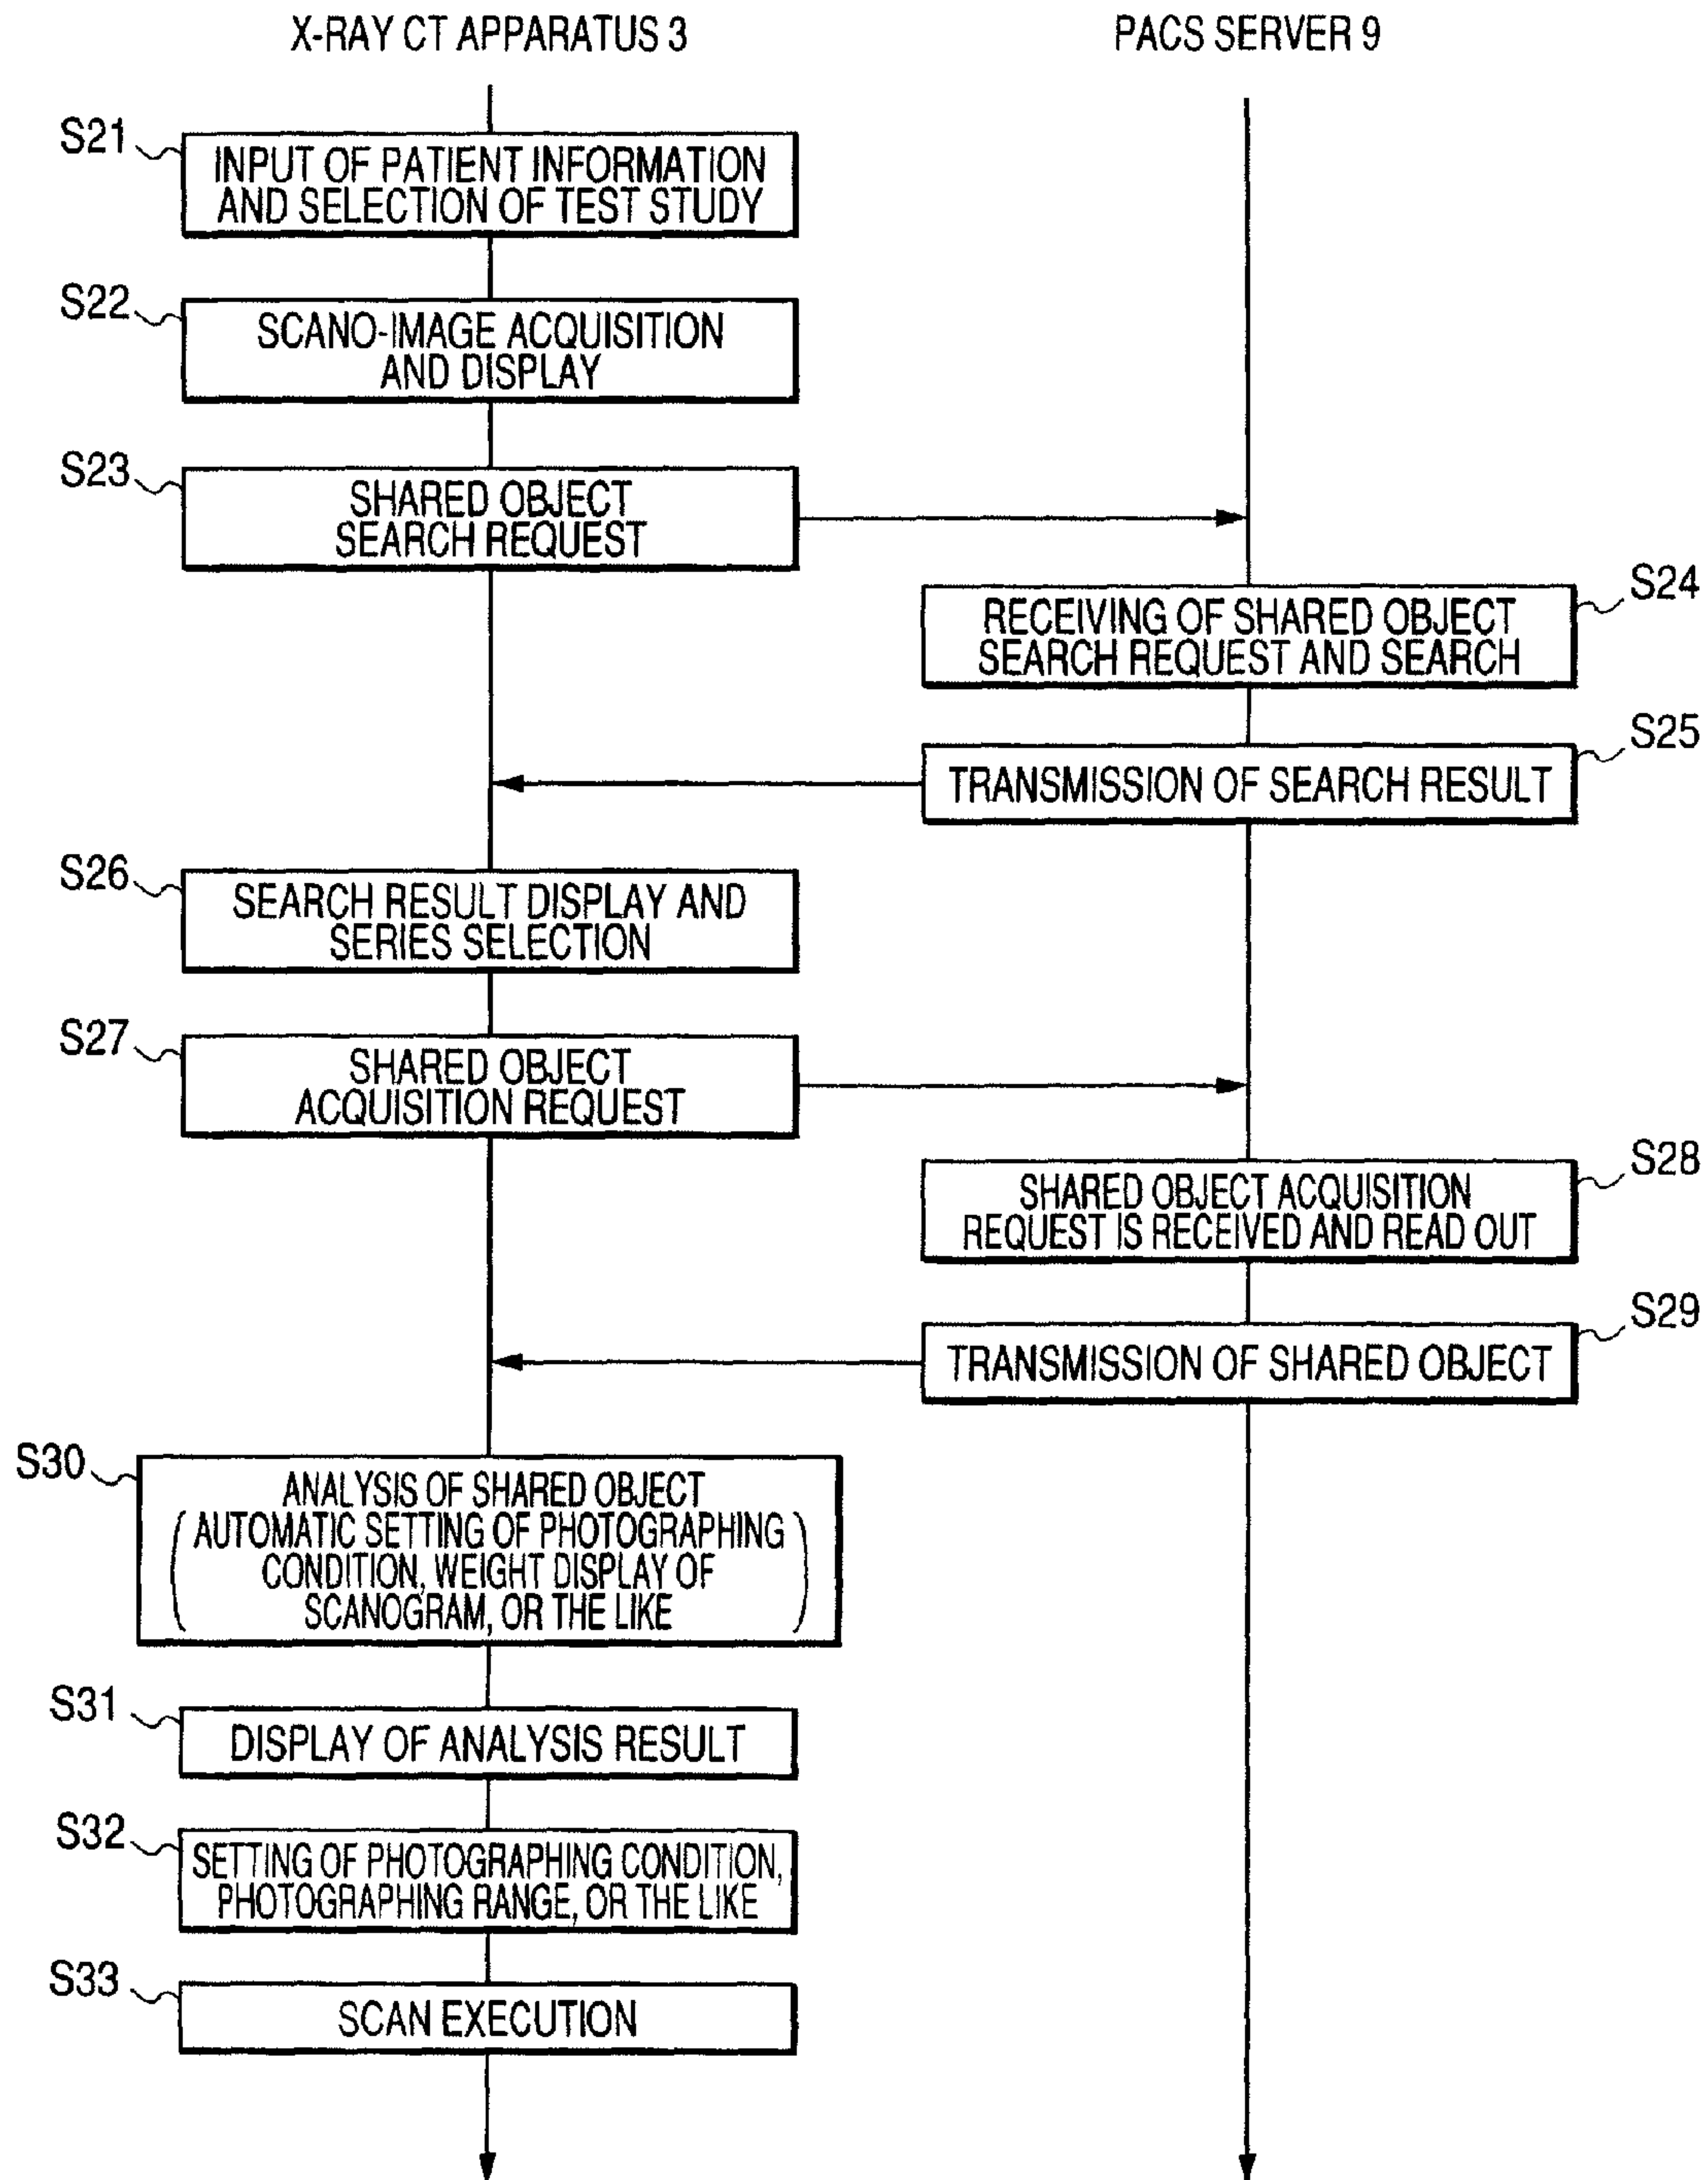 X-RAY CT APPARATUS 3
PACS SERVER 9
S21
INPUT OF PATIENT INFORMATION
AND SELECTION OF TEST STUDY
S22
SCANO-IMAGE ACQUISITION
AND DISPLAY
S23
SHARED OBJECT
SEARCH REQUEST
S24
RECEIVING OF SHARED OBJECT
SEARCH REQUEST AND SEARCH
S25
TRANSMISSION OF SEARCH RESULT
S26
SEARCH RESULT DISPLAY AND
SERIES SELECTION
S27
SHARED OBJECT
ACQUISITION REQUEST
S28
SHARED OBJECT ACQUISITION
REQUEST IS RECEIVED AND READ OUT
S29
TRANSMISSION OF SHARED OBJECT
S30
ANALYSIS OF SHARED OBJECT
( AUTOMATIC SETTING OF PHOTOGRAPHING
CONDITION, WEIGHT DISPLAY OF
SCANOGRAM, OR THE LIKE )
S31
DISPLAY OF ANALYSIS RESULT
S32
SETTING OF PHOTOGRAPHING CONDITION,
PHOTOGRAPHING RANGE, OR THE LIKE
S33
SCAN EXECUTION